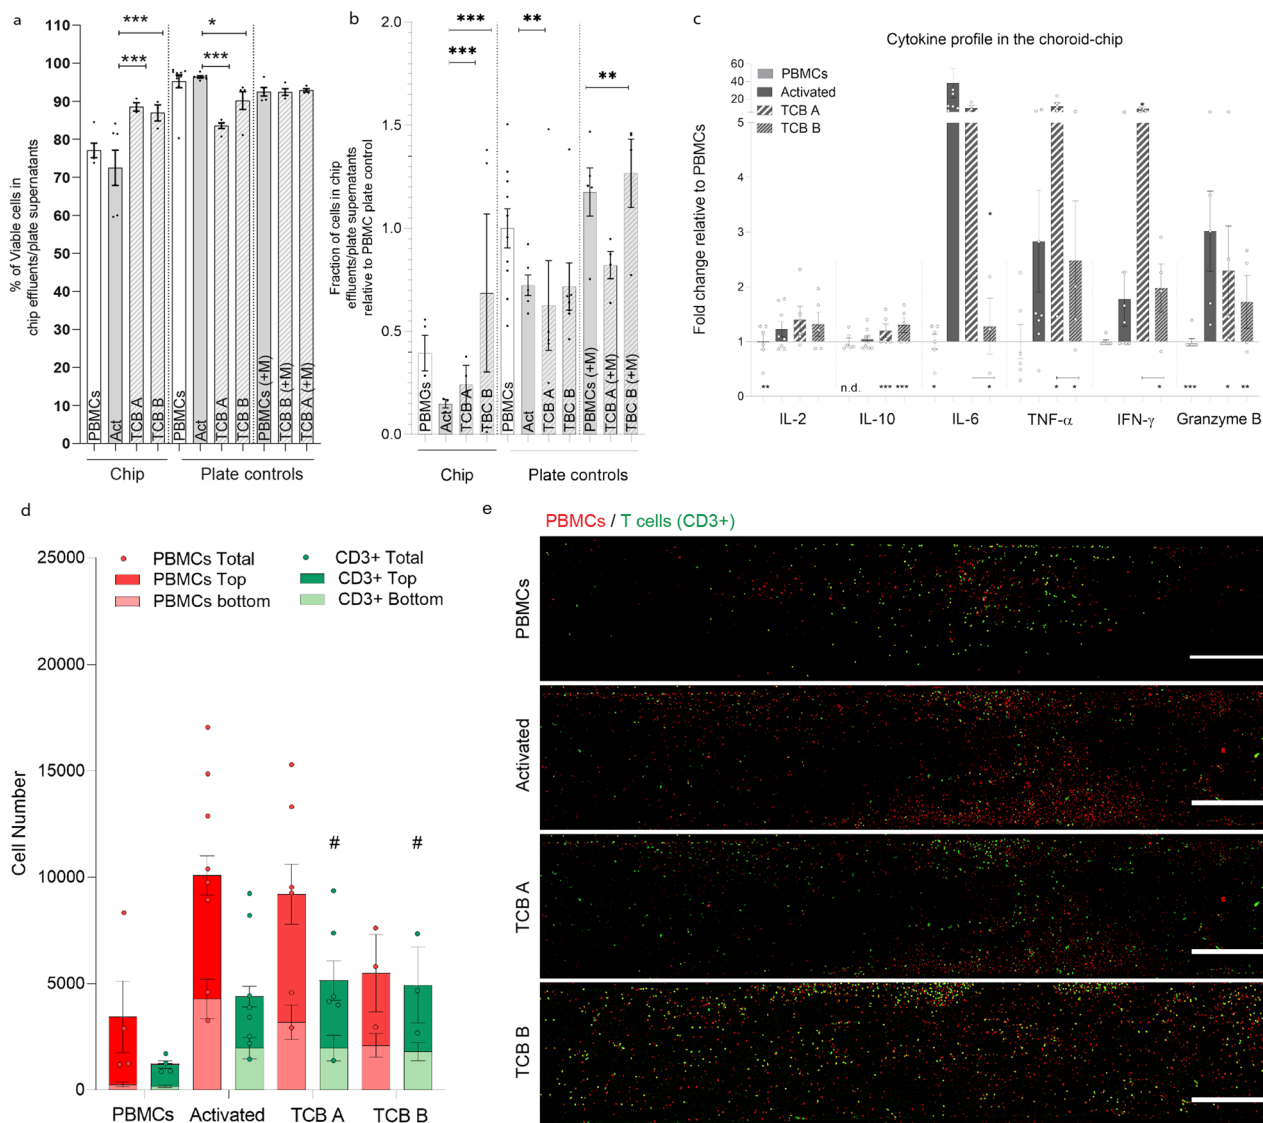 a
% of Viable cells in
chip effluents/plate supernatants
110
100
90
80
70
60
50
40
30
20
10
0
***
***
*
***
PBMCs
Act
TCB A
TCB B
PBMCs
Act
TCB A
TCB B
PBMCs (+M)
TCB B (+M)
TCB A (+M)
Chip
Plate controls
b
Fraction of cells in chip
effluents/plate supernatants
relative to PBMC plate control
2.0
1.5
1.0
0.5
0.0
***
***
**
**
PBMCs
Act
TCB A
TBC B
PBMCs
Act
TCB A
TBC B
PBMCs (+M)
TCB A (+M)
TBC B (+M)
Chip
Plate controls
c
Cytokine profile in the choroid-chip
PBMCs
Activated
TCB A
TCB B
Fold change relative to PBMCs
60
40
20
5
4
3
2
1
0
**
n.d.
***
***
*
*
*
*
*
*
*
***
*
**
IL-2
IL-10
IL-6
TNF-α
IFN-γ
Granzyme B
d
PBMCs Total
PBMCs Top
PBMCs bottom
CD3+ Total
CD3+ Top
CD3+ Bottom
Cell Number
25000
20000
15000
10000
5000
0
#
#
PBMCs
Activated
TCB A
TCB B
e
PBMCs / T cells (CD3+)
PBMCs
Activated
TCB A
TCB B